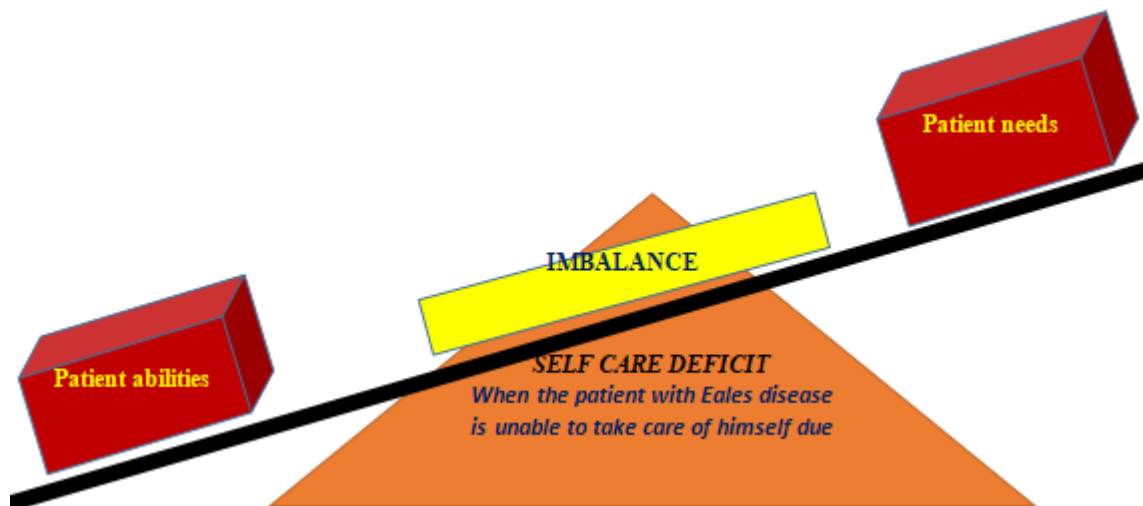 Patient needs
IMBALANCE
Patient abilities
SELF CARE DEFICIT
When the patient with Eales disease
is unable to take care of himself due